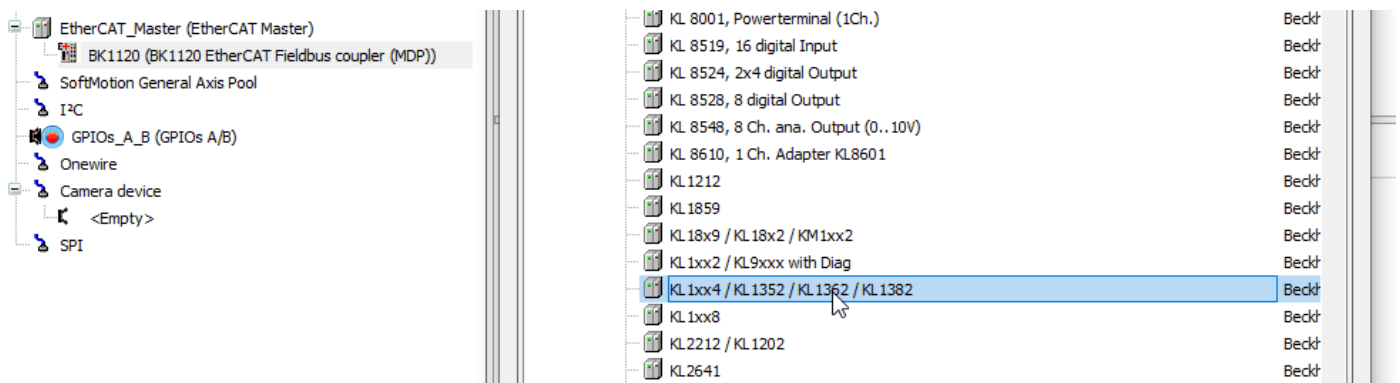 EtherCAT_Master (EtherCAT Master)
BK1120 (BK1120 EtherCAT Fieldbus coupler (MDP))
SoftMotion General Axis Pool
I²C
GPIOs_A_B (GPIOs A/B)
Onewire
Camera device
<Empty>
SPI
KL 8001, Powerterminal (1Ch.) Beckh
KL 8519, 16 digital Input Beckh
KL 8524, 2x4 digital Output Beckh
KL 8528, 8 digital Output Beckh
KL 8548, 8 Ch. ana. Output (0..10V) Beckh
KL 8610, 1 Ch. Adapter KL8601 Beckh
KL1212 Beckh
KL1859 Beckh
KL18x9 / KL18x2 / KM1xx2 Beckh
KL1xx2 / KL9xxx with Diag Beckh
KL1xx4 / KL1352 / KL1362 / KL1382 Beckh
KL1xx8 Beckh
KL2212 / KL1202 Beckh
KL2641 Beckh